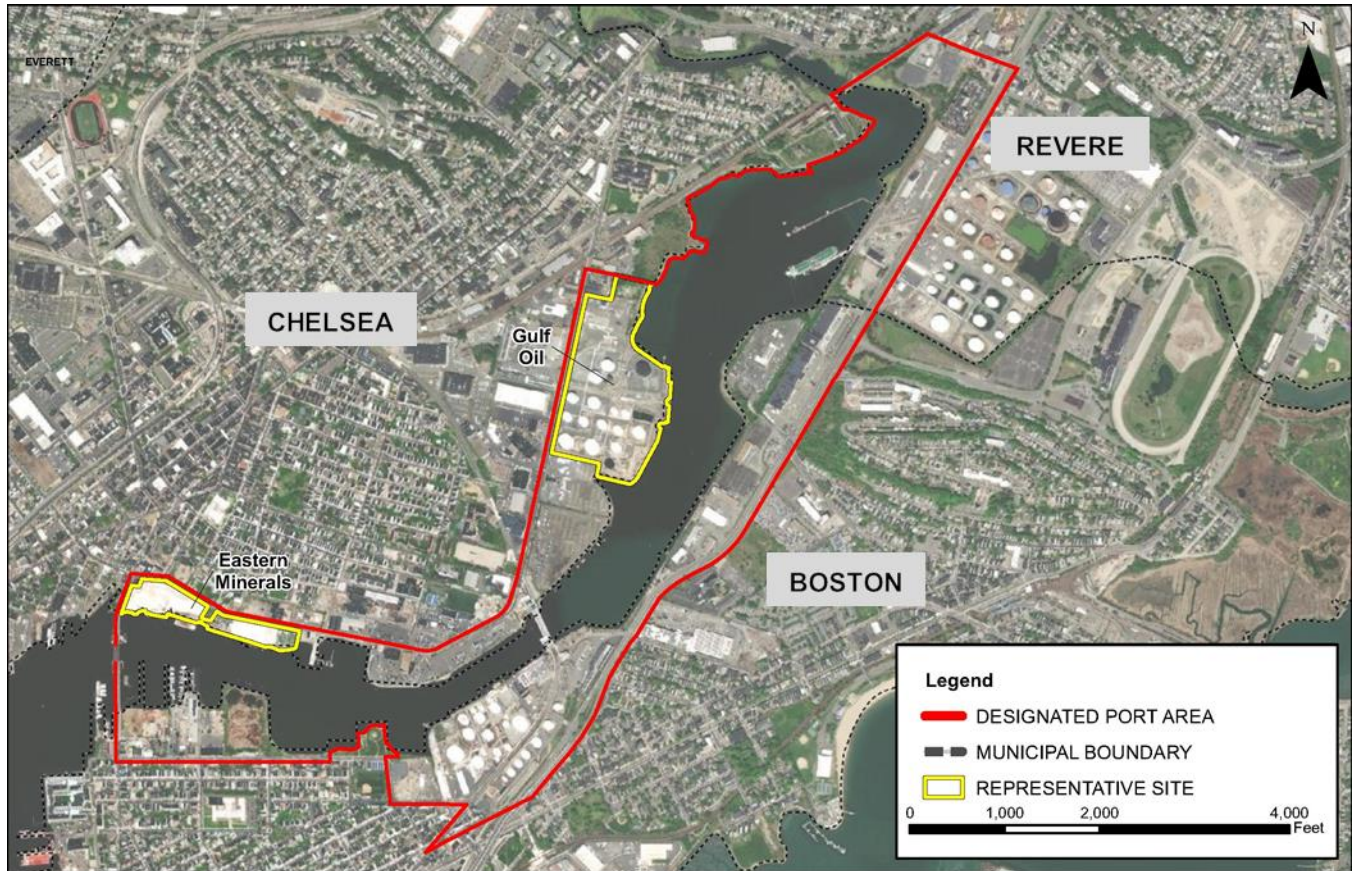 EVERETT
N
REVERE
CHELSEA
Gulf
Oil
Eastern
Minerals
BOSTON
Legend
DESIGNATED PORT AREA
MUNICIPAL BOUNDARY
REPRESENTATIVE SITE
0 1,000 2,000 4,000
Feet